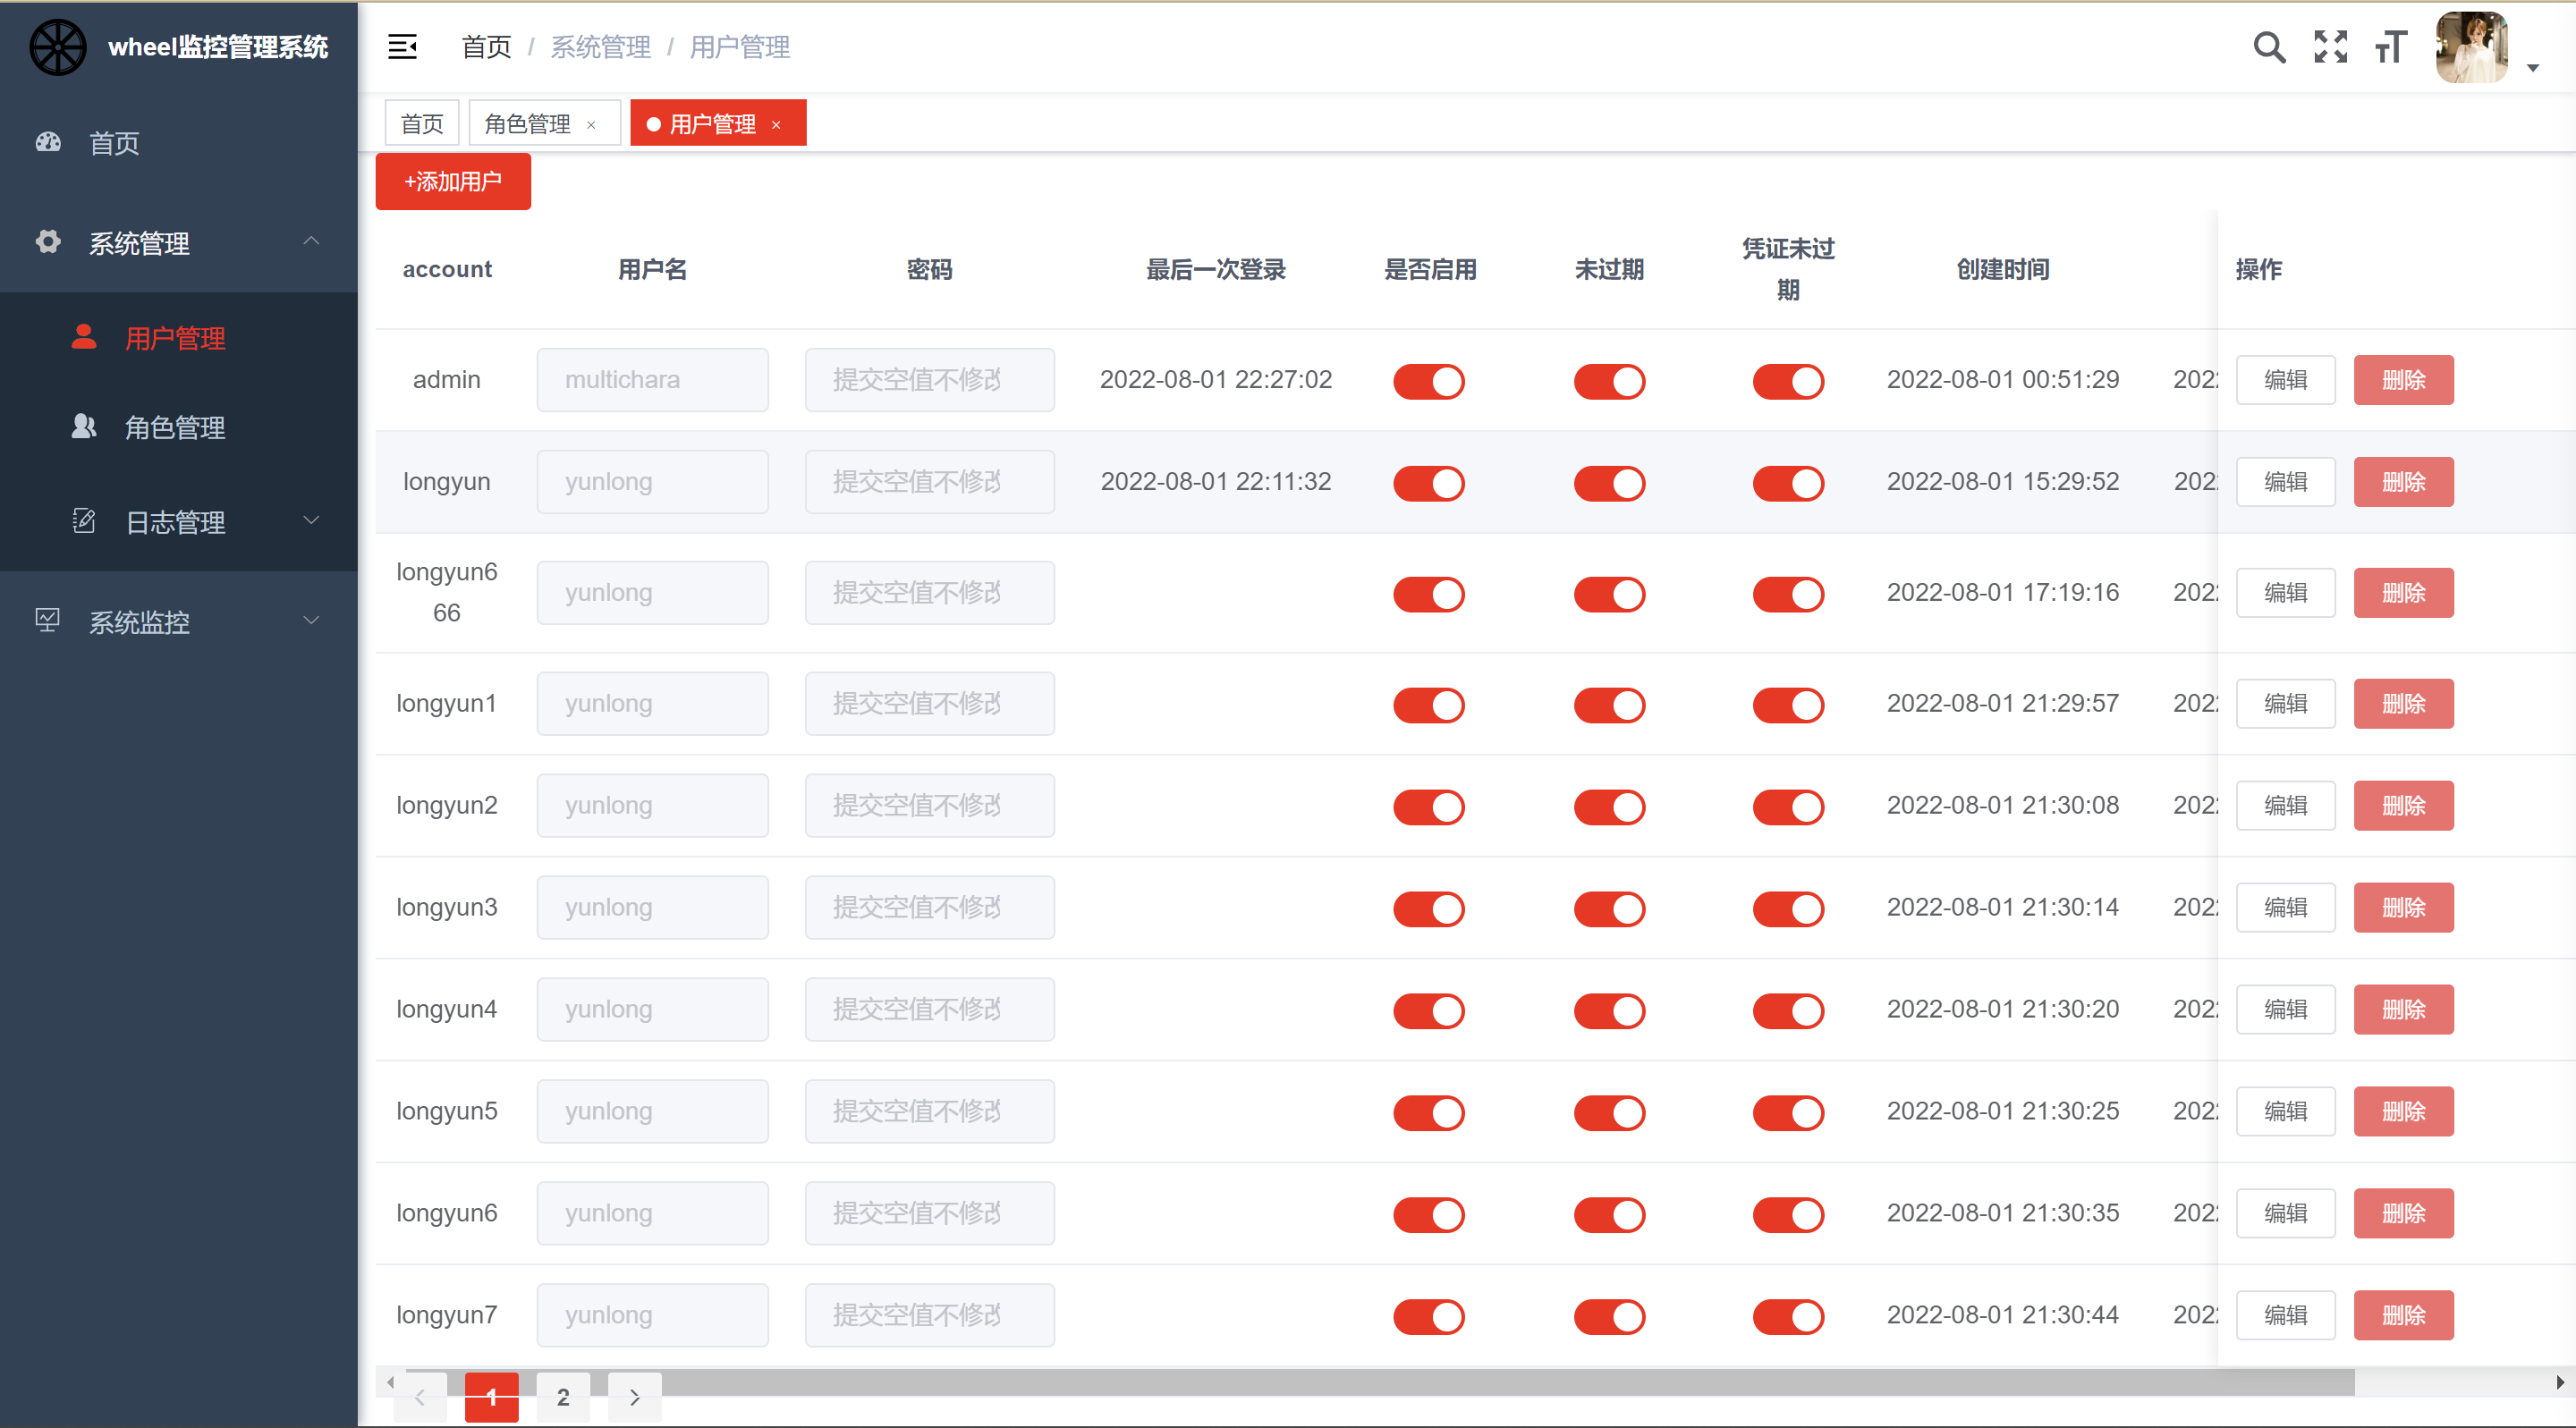 wheel监控管理系统
首页 / 系统管理 / 用户管理
首页
角色管理 ×
用户管理 ×
首页
系统管理
用户管理
角色管理
日志管理
系统监控
+添加用户
account 用户名 密码 最后一次登录 是否启用 未过期 凭证未过期 创建时间 操作
admin multichara 提交空值不修改 2022-08-01 22:27:02 2022-08-01 00:51:29 202 编辑 删除
longyun yunlong 提交空值不修改 2022-08-01 22:11:32 2022-08-01 15:29:52 202 编辑 删除
longyun666 yunlong 提交空值不修改 2022-08-01 17:19:16 202 编辑 删除
longyun1 yunlong 提交空值不修改 2022-08-01 21:29:57 202 编辑 删除
longyun2 yunlong 提交空值不修改 2022-08-01 21:30:08 202 编辑 删除
longyun3 yunlong 提交空值不修改 2022-08-01 21:30:14 202 编辑 删除
longyun4 yunlong 提交空值不修改 2022-08-01 21:30:20 202 编辑 删除
longyun5 yunlong 提交空值不修改 2022-08-01 21:30:25 202 编辑 删除
longyun6 yunlong 提交空值不修改 2022-08-01 21:30:35 202 编辑 删除
longyun7 yunlong 提交空值不修改 2022-08-01 21:30:44 202 编辑 删除
1 2